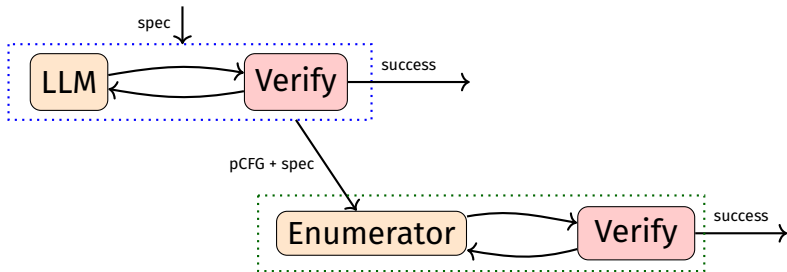 spec
LLM
Verify
success
pCFG + spec
Enumerator
Verify
success